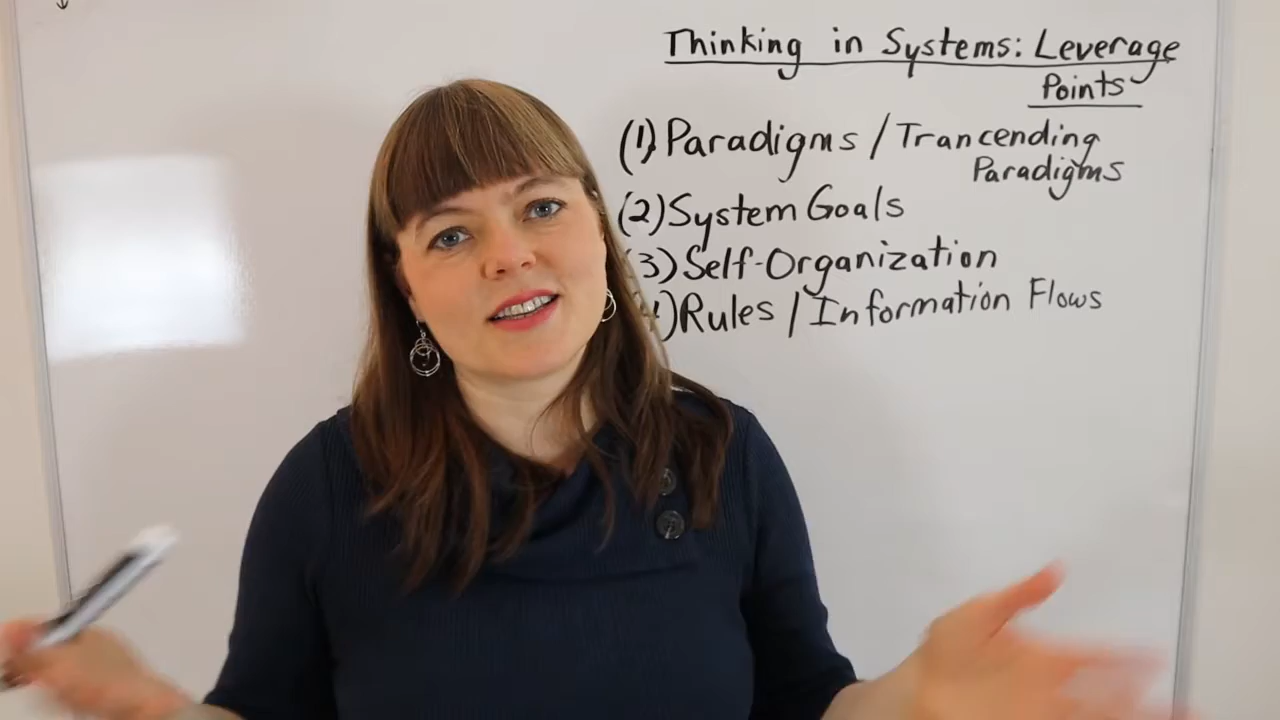 Thinking in Systems: Leverage
Points
(1) Paradigms / Trancending
Paradigms
(2) System Goals
3) Self-Organization
) Rules / Information Flows